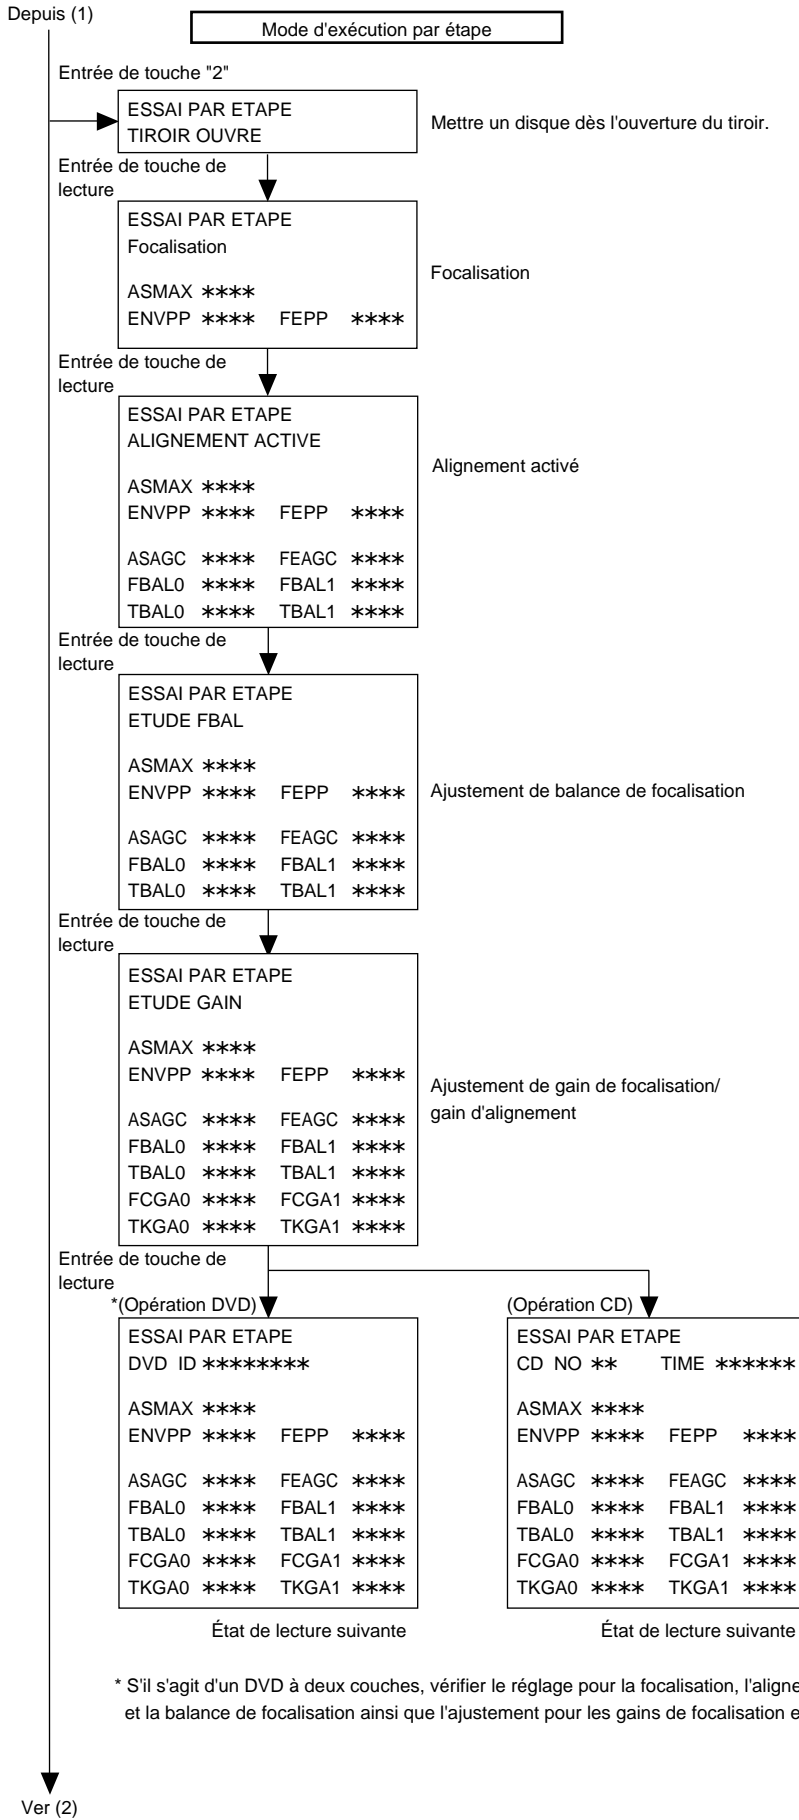 Depuis (1)
Mode d'exécution par étape
Entrée de touche "2"
ESSAI PAR ETAPE
TIROIR OUVRE
Mettre un disque dès l'ouverture du tiroir.
Entrée de touche de
lecture
ESSAI PAR ETAPE
Focalisation
ASMAX ****
ENVPP **** FEPP ****
Focalisation
Entrée de touche de
lecture
ESSAI PAR ETAPE
ALIGNEMENT ACTIVE
ASMAX ****
ENVPP **** FEPP ****
ASAGC **** FEAGC ****
FBAL0 **** FBAL1 ****
TBAL0 **** TBAL1 ****
Alignement activé
Entrée de touche de
lecture
ESSAI PAR ETAPE
ETUDE FBAL
ASMAX ****
ENVPP **** FEPP ****
ASAGC **** FEAGC ****
FBAL0 **** FBAL1 ****
TBAL0 **** TBAL1 ****
Ajustement de balance de focalisation
Entrée de touche de
lecture
ESSAI PAR ETAPE
ETUDE GAIN
ASMAX ****
ENVPP **** FEPP ****
ASAGC **** FEAGC ****
FBAL0 **** FBAL1 ****
TBAL0 **** TBAL1 ****
FCGA0 **** FCGA1 ****
TKGA0 **** TKGA1 ****
Ajustement de gain de focalisation/
gain d'alignement
Entrée de touche de
lecture
*(Opération DVD)
ESSAI PAR ETAPE
DVD ID ********
ASMAX ****
ENVPP **** FEPP ****
ASAGC **** FEAGC ****
FBAL0 **** FBAL1 ****
TBAL0 **** TBAL1 ****
FCGA0 **** FCGA1 ****
TKGA0 **** TKGA1 ****
État de lecture suivante
(Opération CD)
ESSAI PAR ETAPE
CD NO ** TIME ******
ASMAX ****
ENVPP **** FEPP ****
ASAGC **** FEAGC ****
FBAL0 **** FBAL1 ****
TBAL0 **** TBAL1 ****
FCGA0 **** FCGA1 ****
TKGA0 **** TKGA1 ****
État de lecture suivante
* S'il s'agit d'un DVD à deux couches, vérifier le réglage pour la focalisation,
et la balance de focalisation ainsi que l'ajustement pour les gains de focalisation
Ver (2)